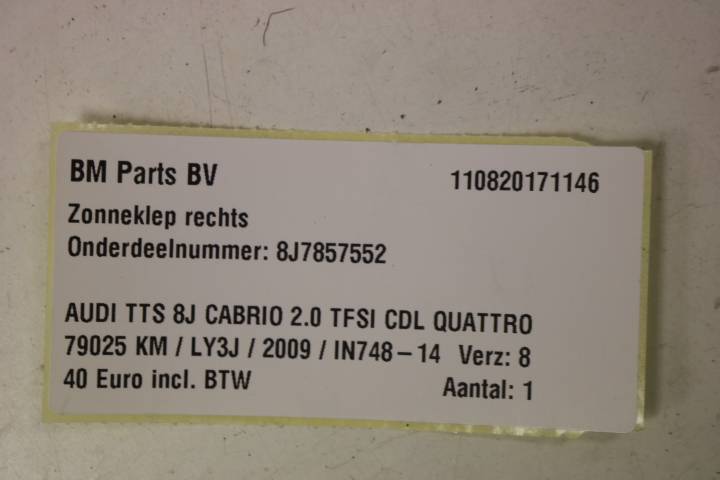 BM Parts BV 110820171146
Zonneklep rechts
Onderdeelnummer: 8J7857552
AUDI TTS 8J CABRIO 2.0 TFSI CDL QUATTRO
79025 KM / LY3J / 2009 / IN748-14 Verz: 8
40 Euro incl. BTW Aantal: 1